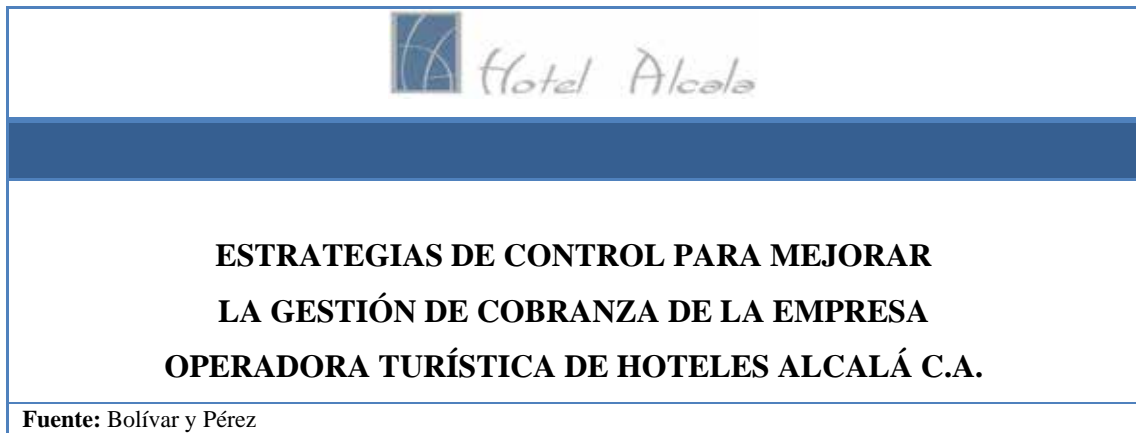 Hotel Alcala
ESTRATEGIAS DE CONTROL PARA MEJORAR
LA GESTIÓN DE COBRANZA DE LA EMPRESA
OPERADORA TURÍSTICA DE HOTELES ALCALÁ C.A.
Fuente: Bolívar y Pérez